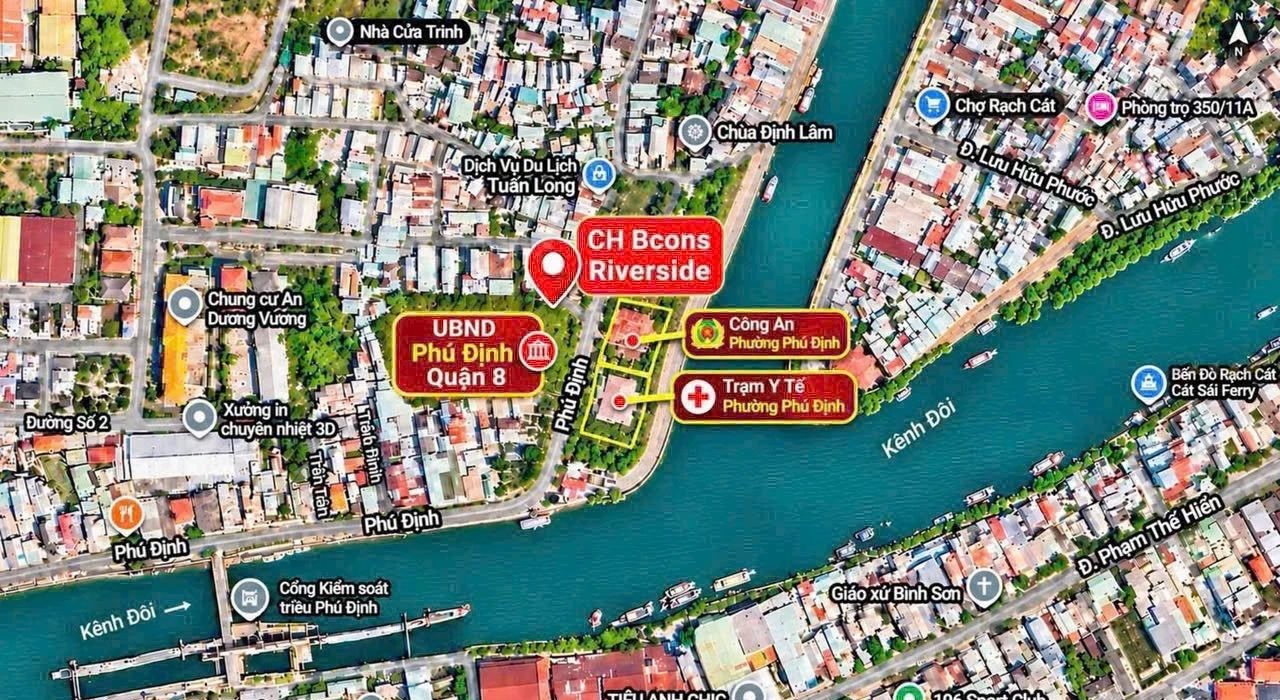 N
N
Nhà Cửa Trinh
Chợ Rạch Cát
Phòng trọ 350/11A
Chùa Định Lâm
Dịch Vụ Du Lịch
Tuấn Long
Đ. Lưu Hữu Phước
Đ. Lưu Hữu Phước
CH Bcons
Riverside
Chung cư An
Dương Vương
UBND
Phú Định
Quận 8
Công An
Phường Phú Định
Trạm Y Tế
Phường Phú Định
Phú Định
Bến Đò Rạch Cát
Cát Sái Ferry
Đường Số 2
Xưởng in
chuyên nhiệt 3D
Kênh Đôi
Phú Định
Phú Định
Đ. Phạm Thế Hiển
Cổng Kiểm soát
triều Phú Định
Giáo xứ Bình Sơn
Kênh Đôi →
106 Sport Club